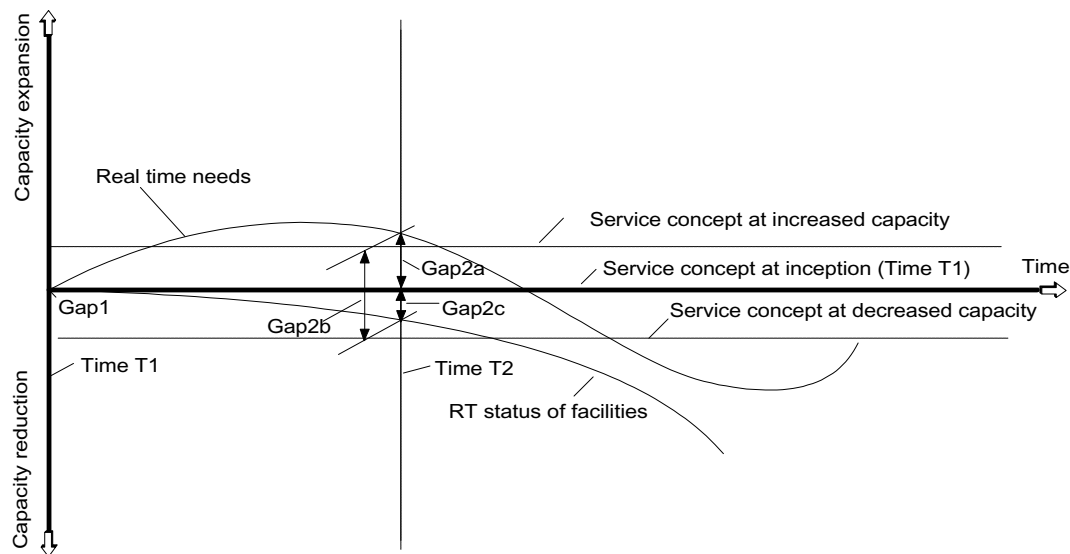 Capacity expansion
Real time needs
Service concept at increased capacity
Gap2a
Service concept at inception (Time T1)
Time
Gap1
Gap2c
Gap2b
Service concept at decreased capacity
Time T1
Time T2
RT status of facilities
Capacity reduction